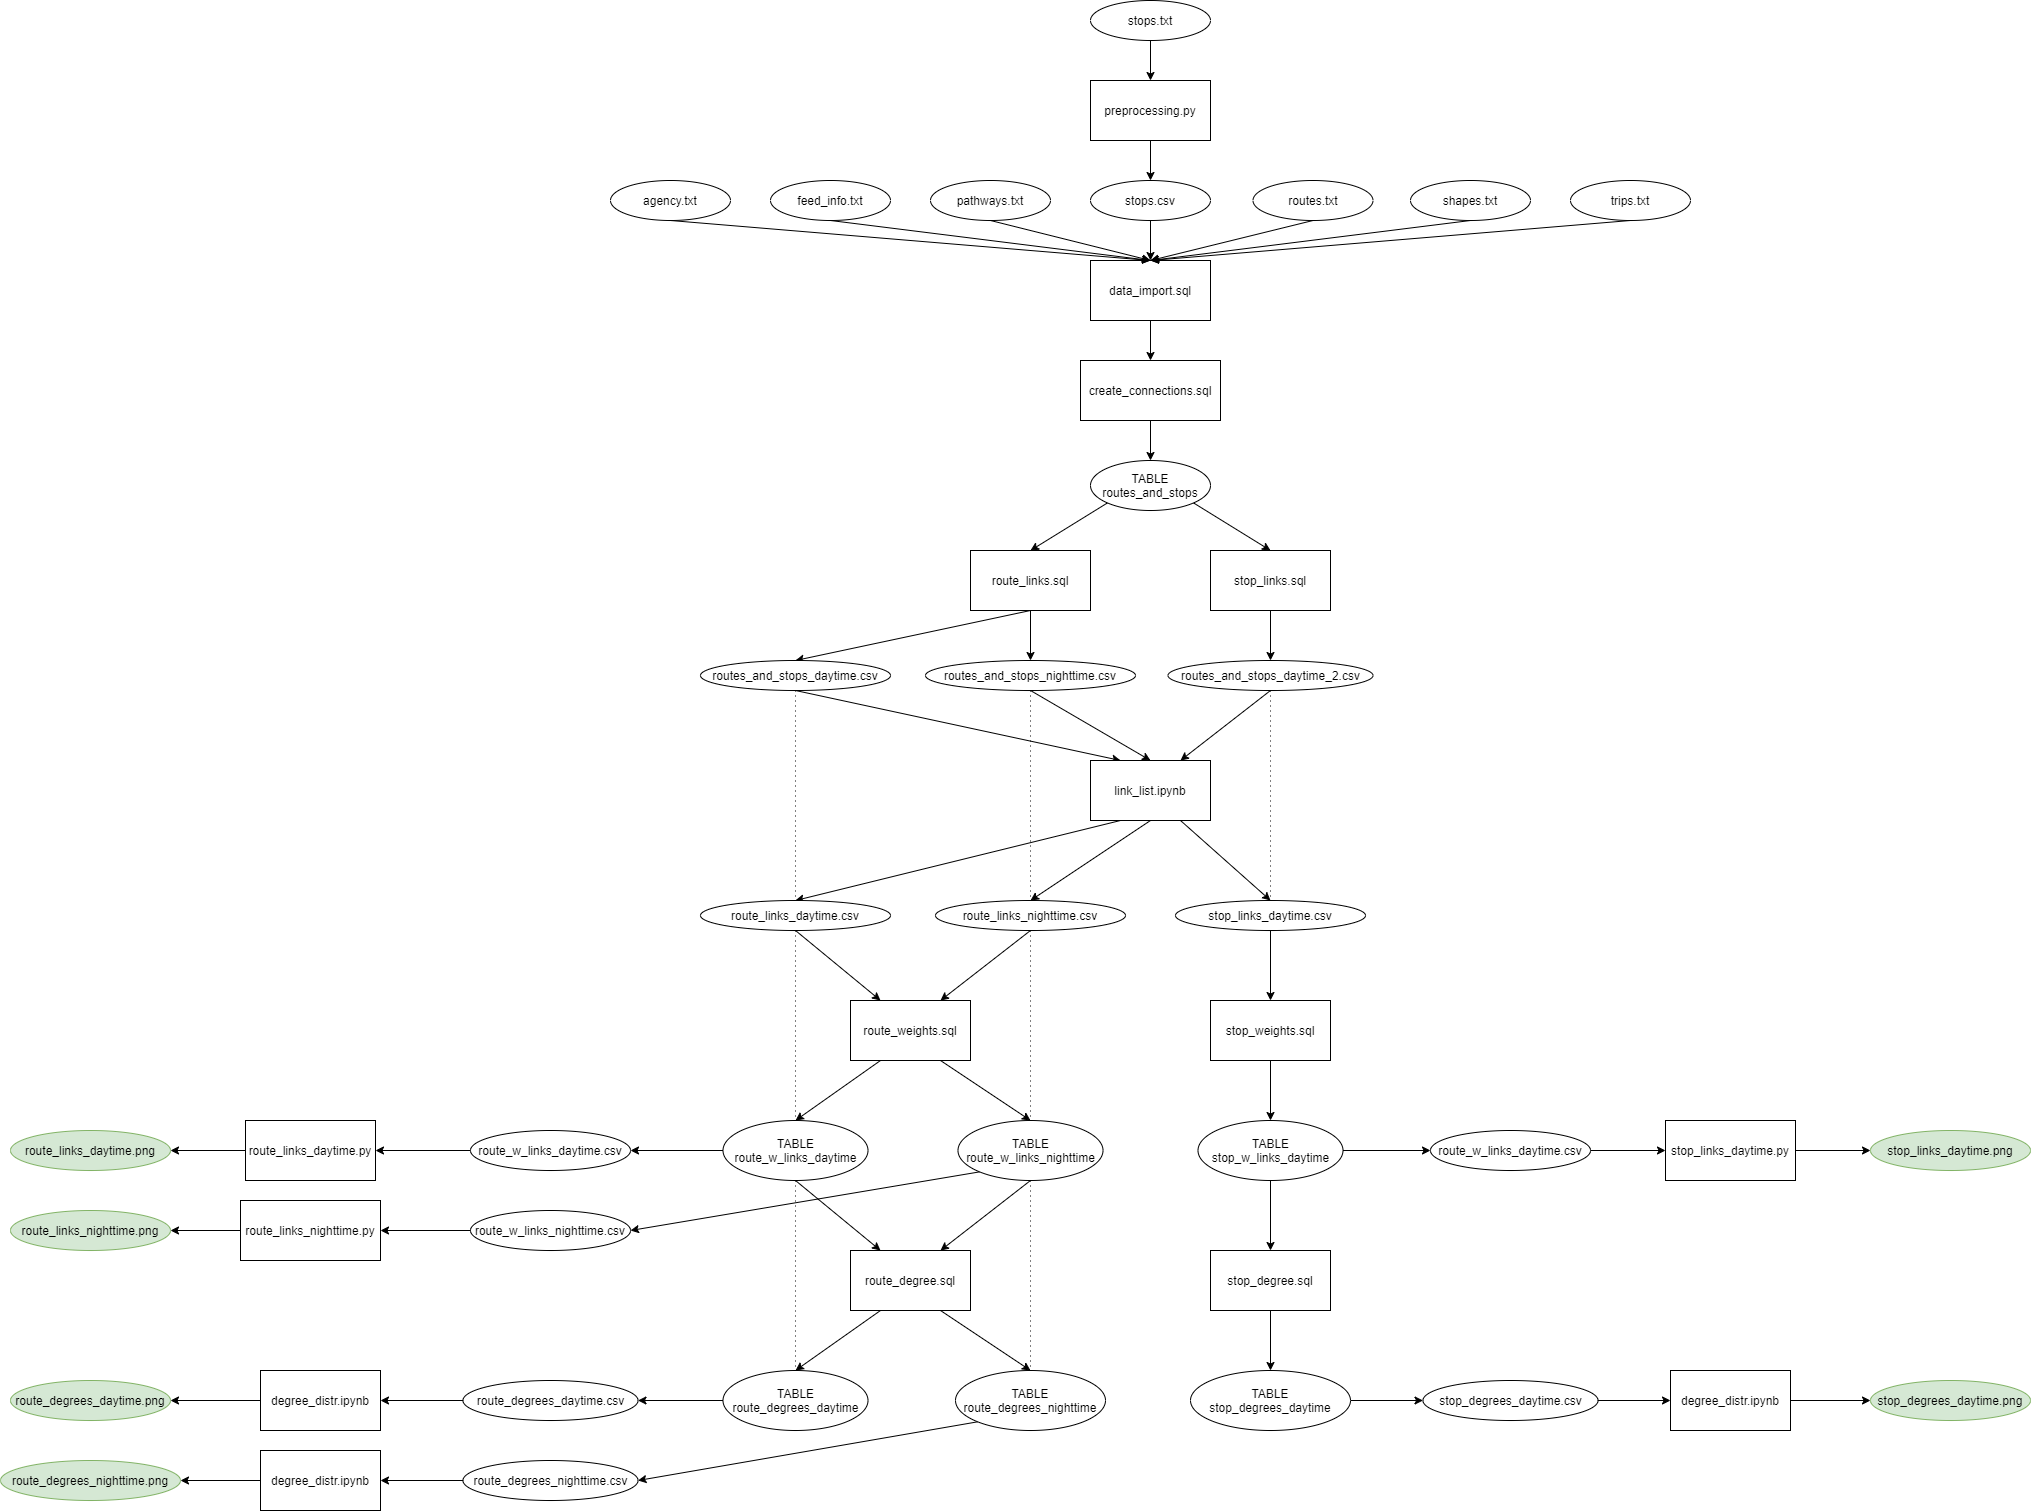 stops.txt
preprocessing.py
agency.txt
feed_info.txt
pathways.txt
stops.csv
routes.txt
shapes.txt
trips.txt
data_import.sql
create_connections.sql
TABLE
routes_and_stops
route_links.sql
stop_links.sql
routes_and_stops_daytime.csv
routes_and_stops_nighttime.csv
routes_and_stops_daytime_2.csv
link_list.ipynb
route_links_daytime.csv
route_links_nighttime.csv
stop_links_daytime.csv
route_weights.sql
stop_weights.sql
route_links_daytime.png
route_links_daytime.py
route_w_links_daytime.csv
TABLE
route_w_links_daytime
TABLE
route_w_links_nighttime
TABLE
stop_w_links_daytime
route_w_links_daytime.csv
stop_links_daytime.py
stop_links_daytime.png
route_links_nighttime.png
route_links_nighttime.py
route_w_links_nighttime.csv
route_degree.sql
stop_degree.sql
route_degrees_daytime.png
degree_distr.ipynb
route_degrees_daytime.csv
TABLE
route_degrees_daytime
TABLE
route_degrees_nighttime
TABLE
stop_degrees_daytime
stop_degrees_daytime.csv
degree_distr.ipynb
stop_degrees_daytime.png
route_degrees_nighttime.png
degree_distr.ipynb
route_degrees_nighttime.csv